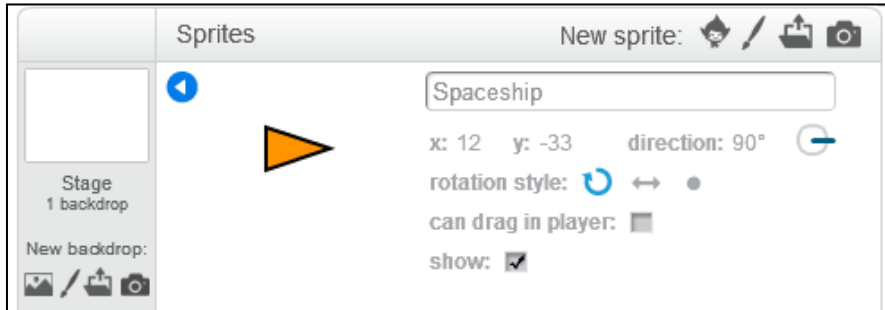 Sprites New sprite:
Spaceship
x: 12 y: -33 direction: 90°
rotation style:
can drag in player:
show:
Stage
1 backdrop
New backdrop: